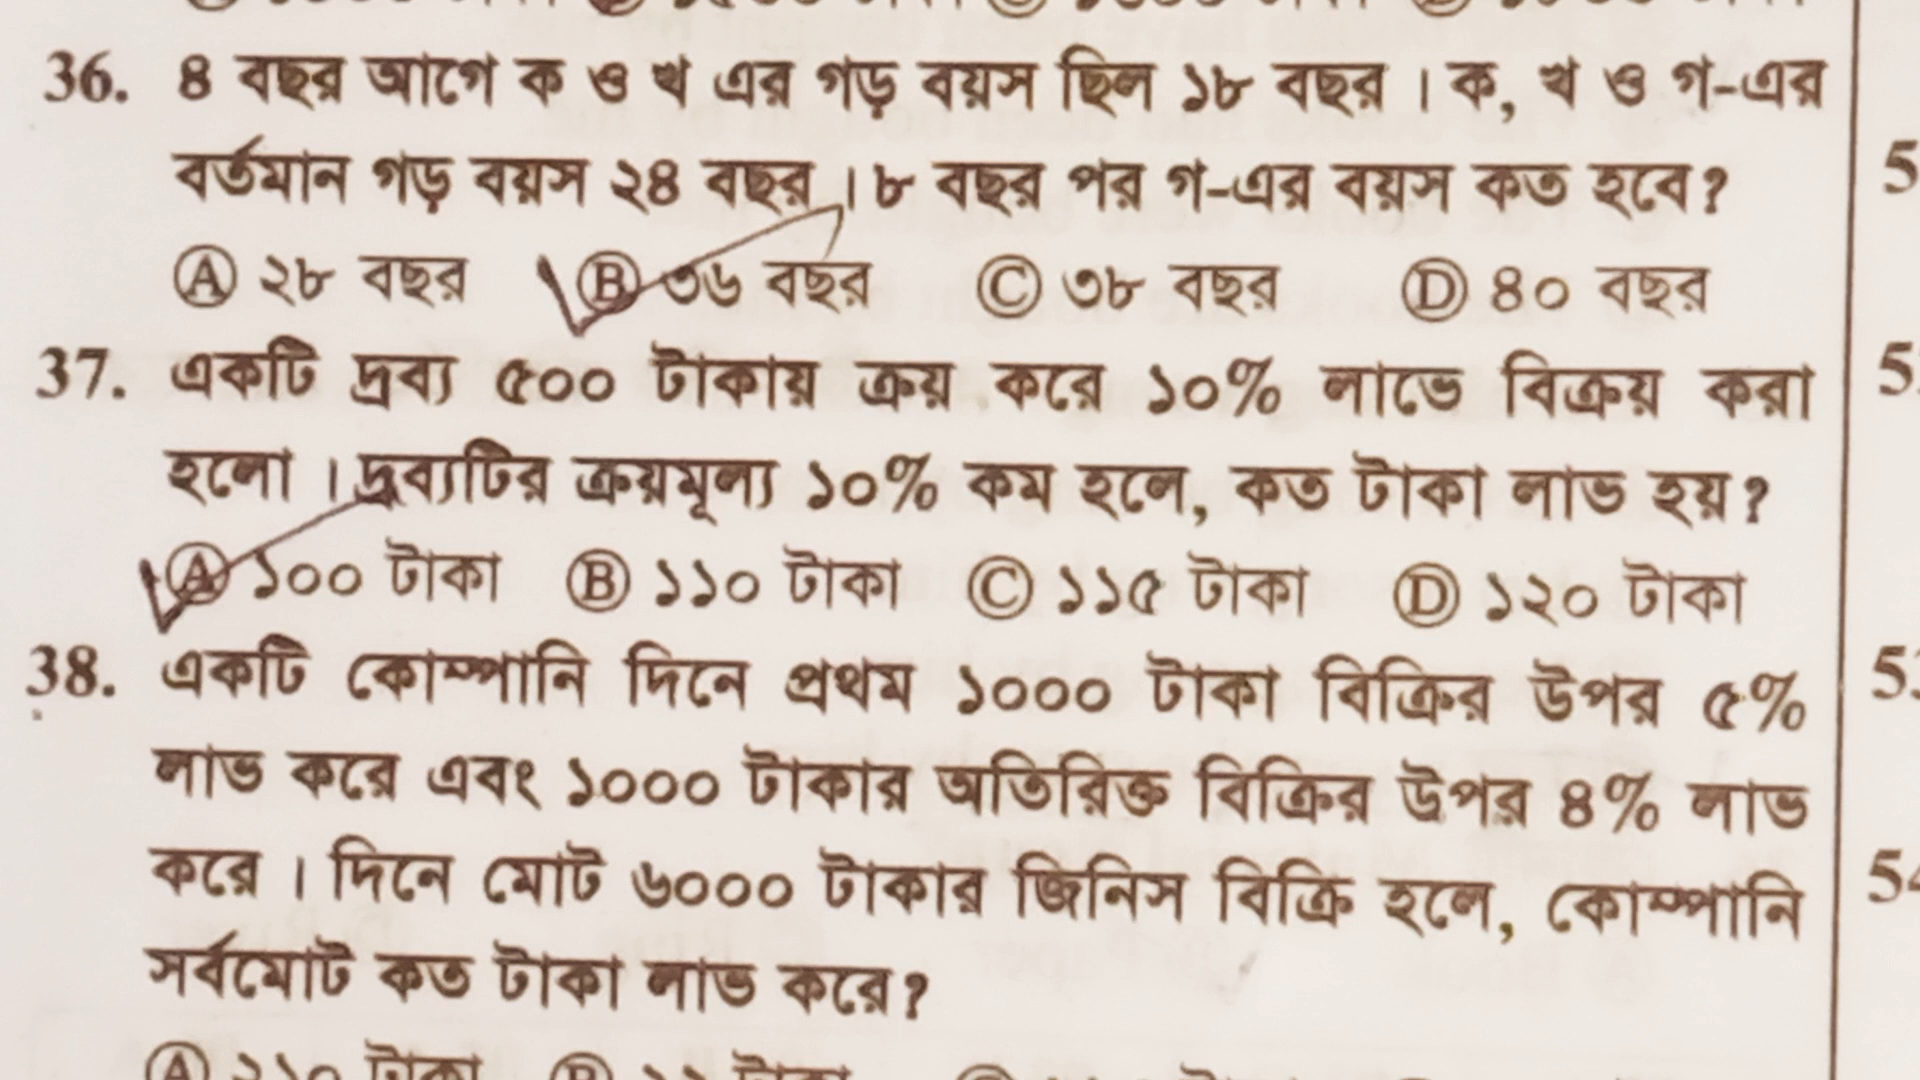 36. ৪ বছর আগে ক ও খ এর গড় বয়স ছিল ১৮ বছর । ক, খ ও গ-এর
বর্তমান গড় বয়স ২৪ বছর । ৮ বছর পর গ-এর বয়স কত হবে?
Ⓐ ২৮ বছর Ⓑ ৩৬ বছর Ⓒ ৩৮ বছর Ⓓ ৪০ বছর
37. একটি দ্রব্য ৫০০ টাকায় ক্রয় করে ১০% লাভে বিক্রয় করা
হলো । দ্রব্যটির ক্রয়মূল্য ১০% কম হলে, কত টাকা লাভ হয়?
Ⓐ ১০০ টাকা Ⓑ ১১০ টাকা Ⓒ ১১৫ টাকা Ⓓ ১২০ টাকা
38. একটি কোম্পানি দিনে প্রথম ১০০০ টাকা বিক্রির উপর ৫%
লাভ করে এবং ১০০০ টাকার অতিরিক্ত বিক্রির উপর ৪% লাভ
করে । দিনে মোট ৬০০০ টাকার জিনিস বিক্রি হলে, কোম্পানি
সর্বমোট কত টাকা লাভ করে?
Ⓐ ২১০ টাকা Ⓑ টাকা